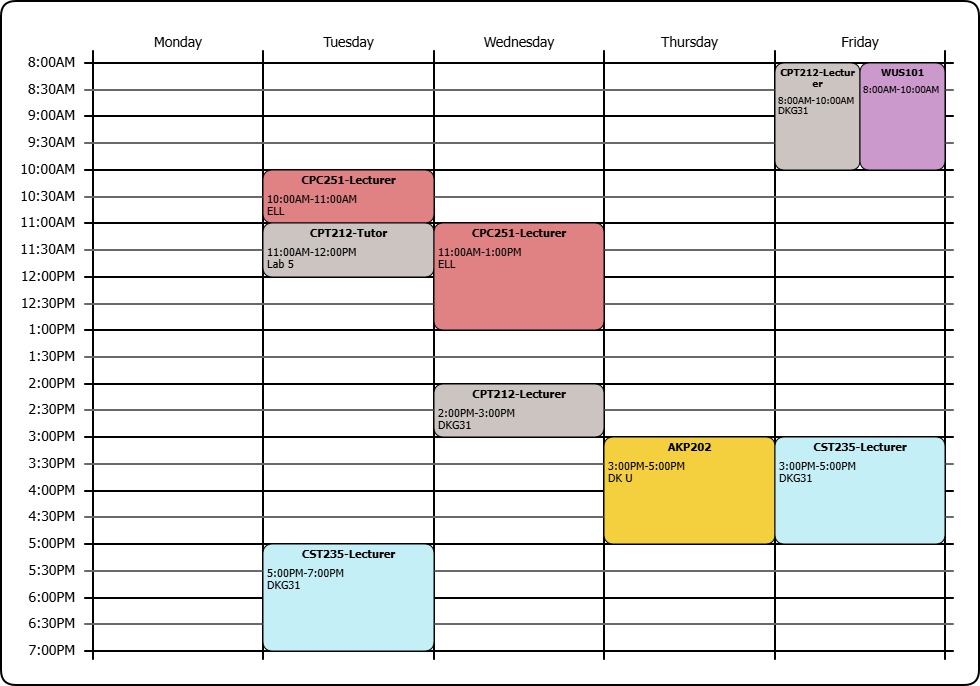 Monday Tuesday Wednesday Thursday Friday
8:00AM
8:30AM
9:00AM
9:30AM
10:00AM
10:30AM
11:00AM
11:30AM
12:00PM
12:30PM
1:00PM
1:30PM
2:00PM
2:30PM
3:00PM
3:30PM
4:00PM
4:30PM
5:00PM
5:30PM
6:00PM
6:30PM
7:00PM
CPC251-Lecturer
10:00AM-11:00AM
ELL
CPT212-Tutor
11:00AM-12:00PM
Lab 5
CST235-Lecturer
5:00PM-7:00PM
DKG31
CPC251-Lecturer
11:00AM-1:00PM
ELL
CPT212-Lecturer
2:00PM-3:00PM
DKG31
AKP202
3:00PM-5:00PM
DK U
CPT212-Lectur
er
8:00AM-10:00AM
DKG31
WUS101
8:00AM-10:00AM
CST235-Lecturer
3:00PM-5:00PM
DKG31